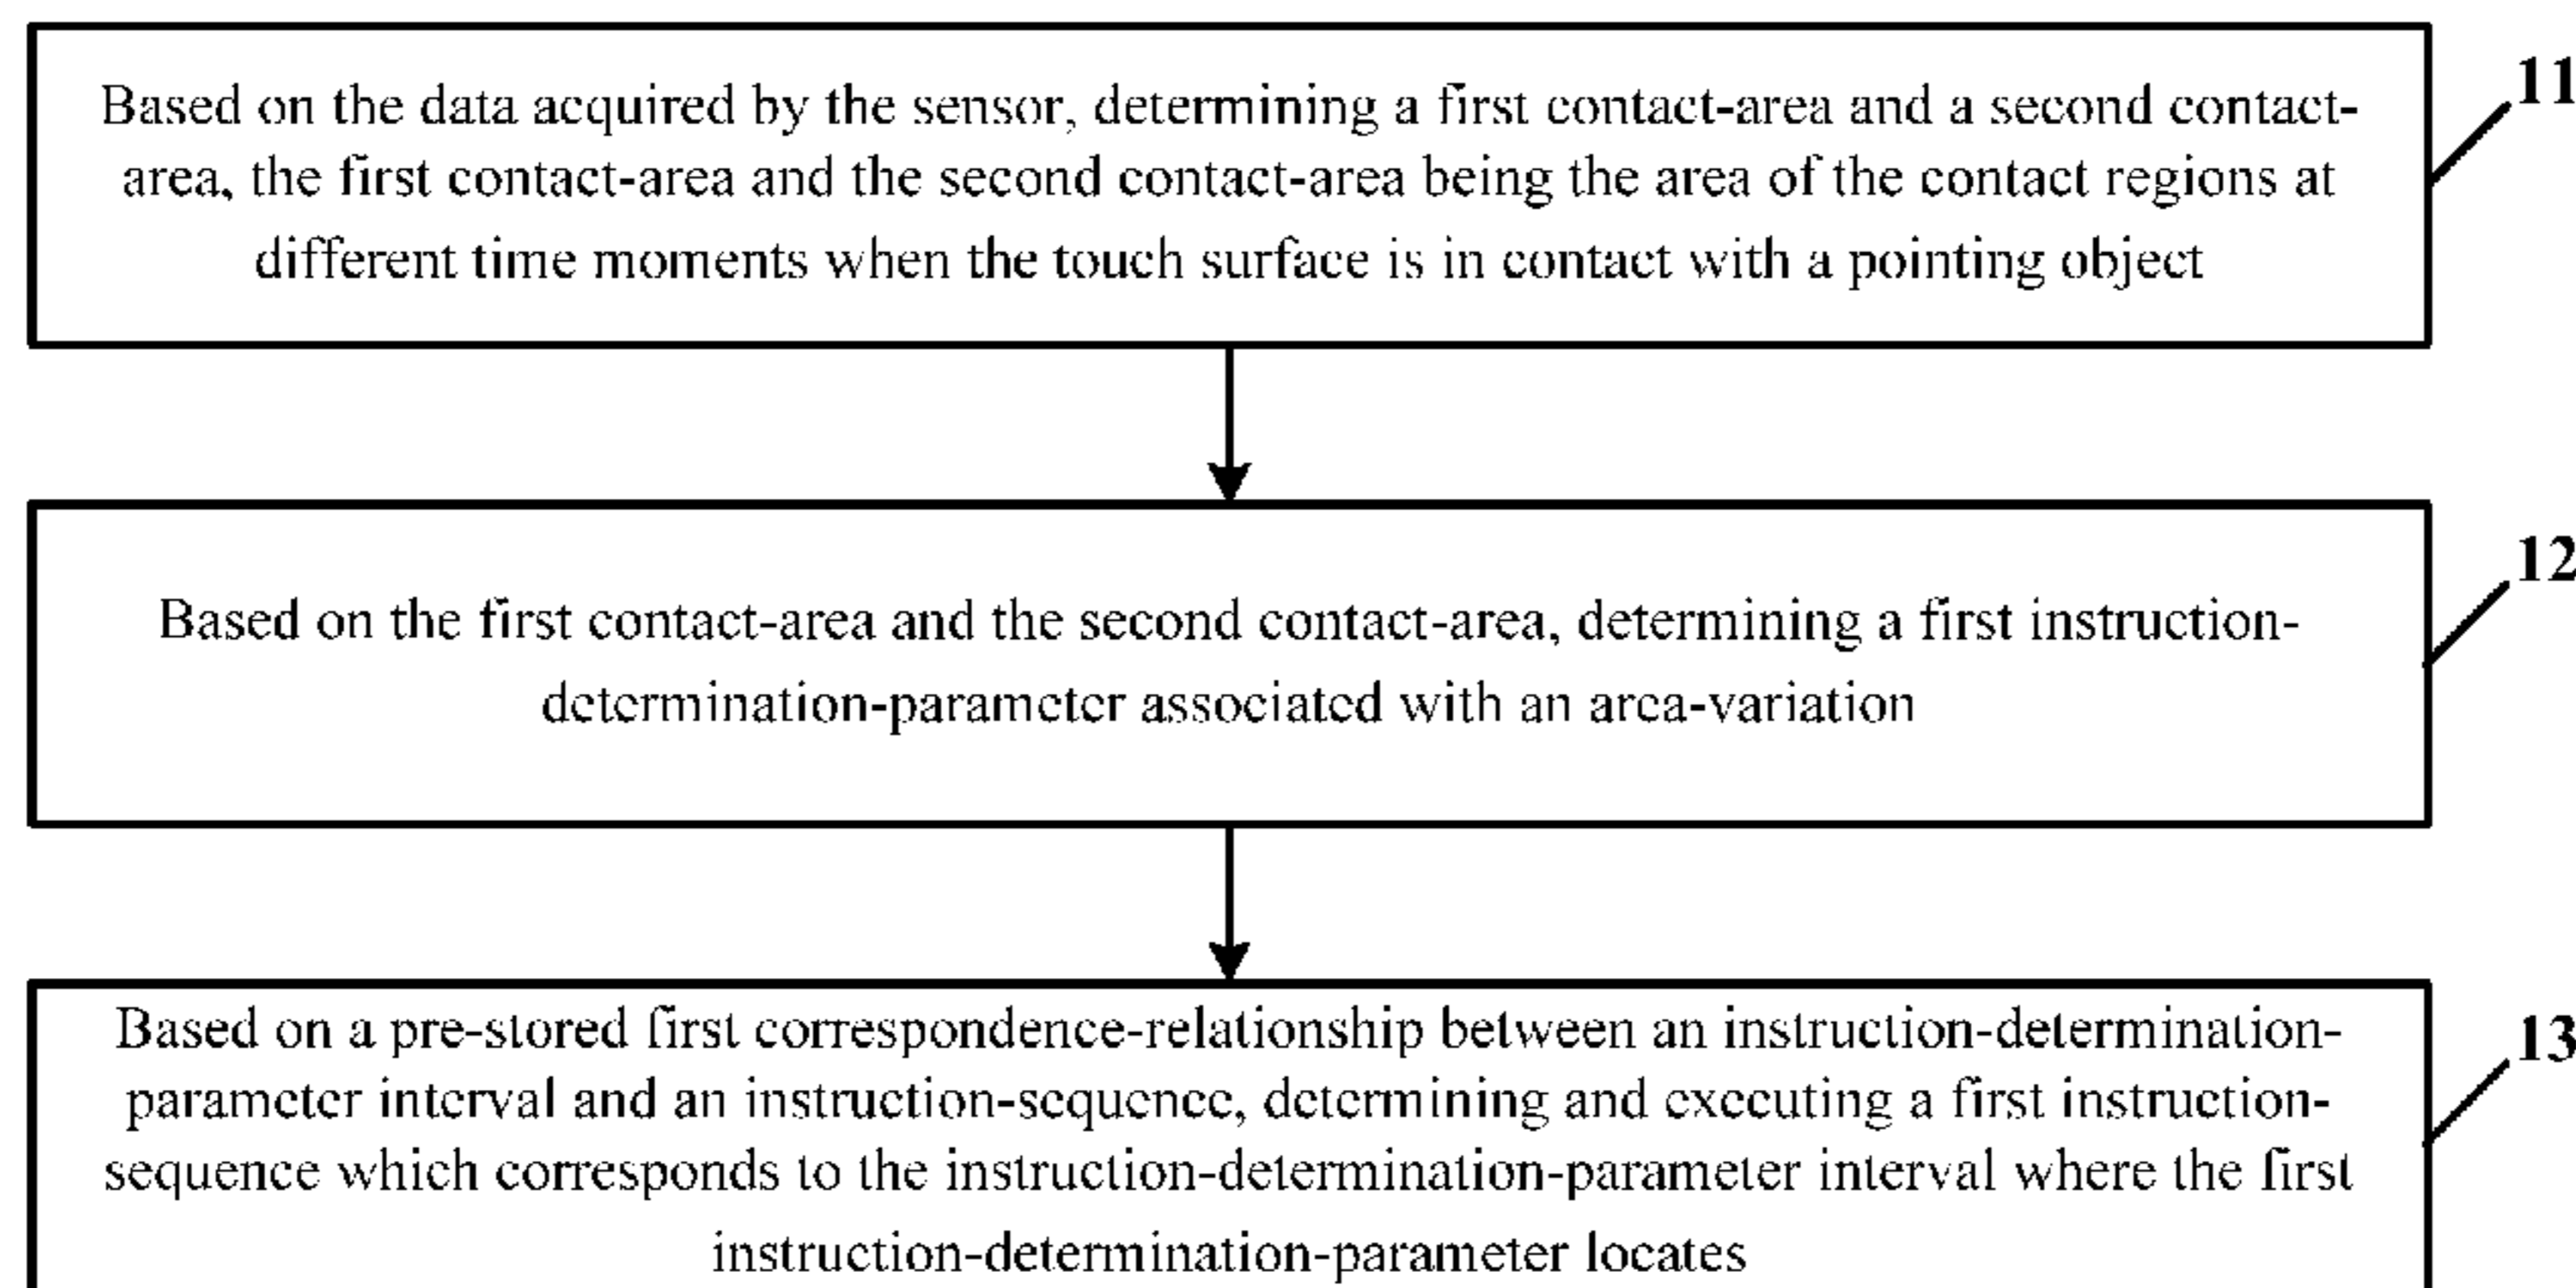 Based on the data acquired by the sensor, determining a first contact-area and a second contact-
area, the first contact-area and the second contact-area being the area of the contact regions at
different time moments when the touch surface is in contact with a pointing object
11
Based on the first contact-area and the second contact-area, determining a first instruction-
determination-parameter associated with an area-variation
12
Based on a pre-stored first correspondence-relationship between an instruction-determination-
parameter interval and an instruction-sequence, determining and executing a first instruction-
sequence which corresponds to the instruction-determination-parameter interval where the first
instruction-determination-parameter locates
13